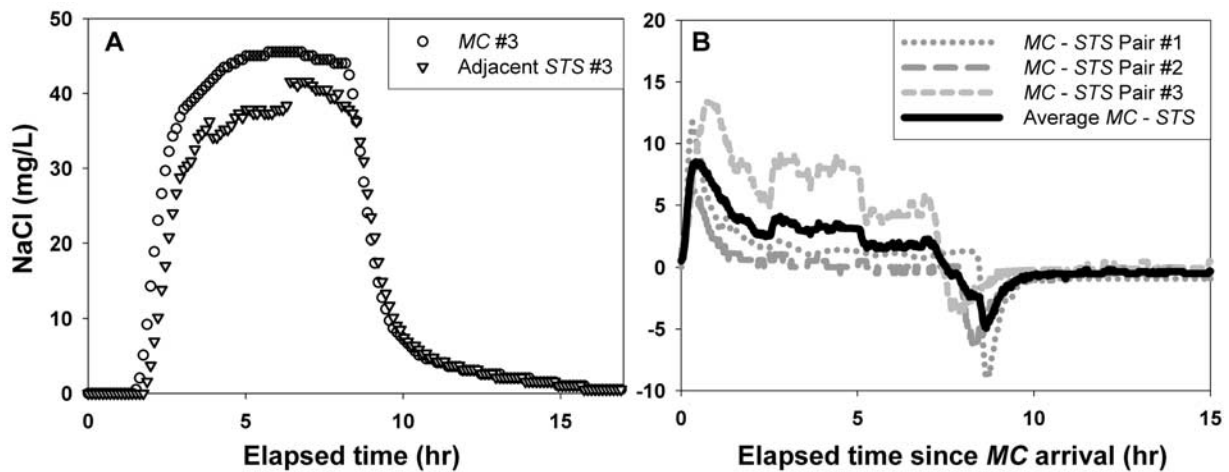 A
MC #3
Adjacent STS #3
NaCl (mg/L)
50
40
30
20
10
0
0
5
10
15
Elapsed time (hr)
B
MC - STS Pair #1
MC - STS Pair #2
MC - STS Pair #3
Average MC - STS
20
15
10
5
0
-5
-10
0
5
10
15
Elapsed time since MC arrival (hr)